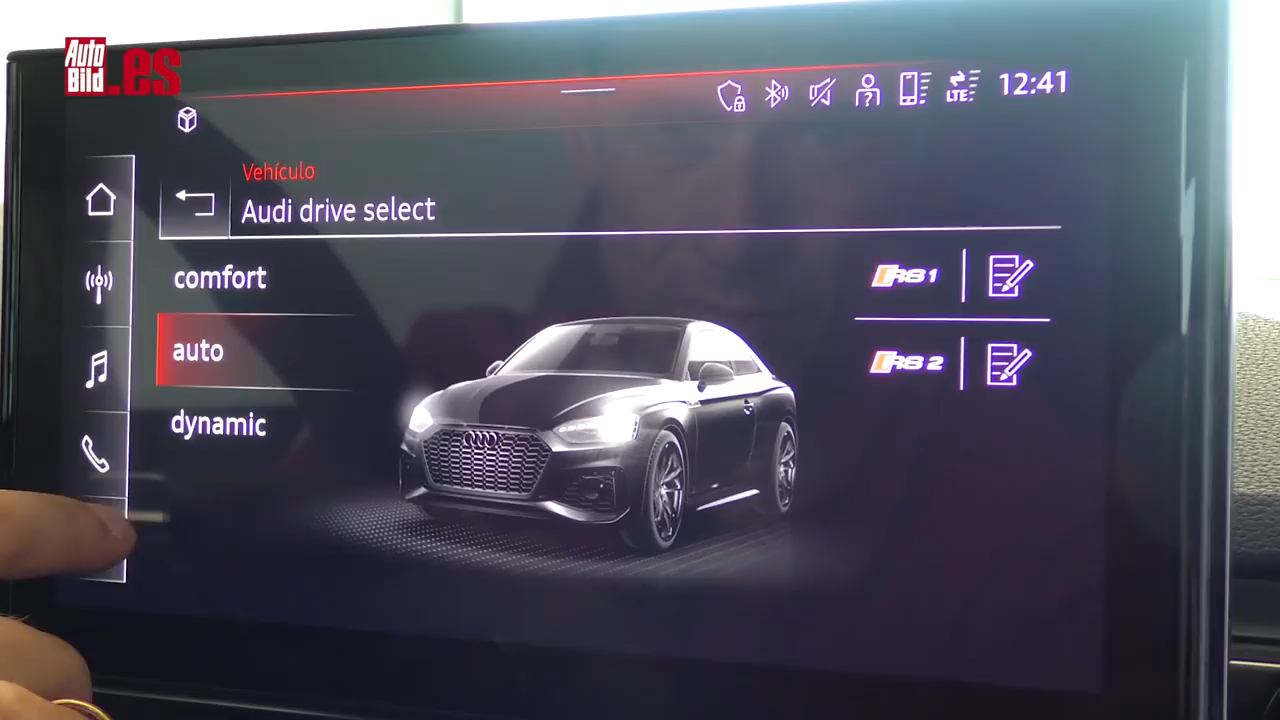 Auto
Bild
.es
LTE
12:41
Vehículo
Audi drive select
comfort
RS 1
auto
RS 2
dynamic